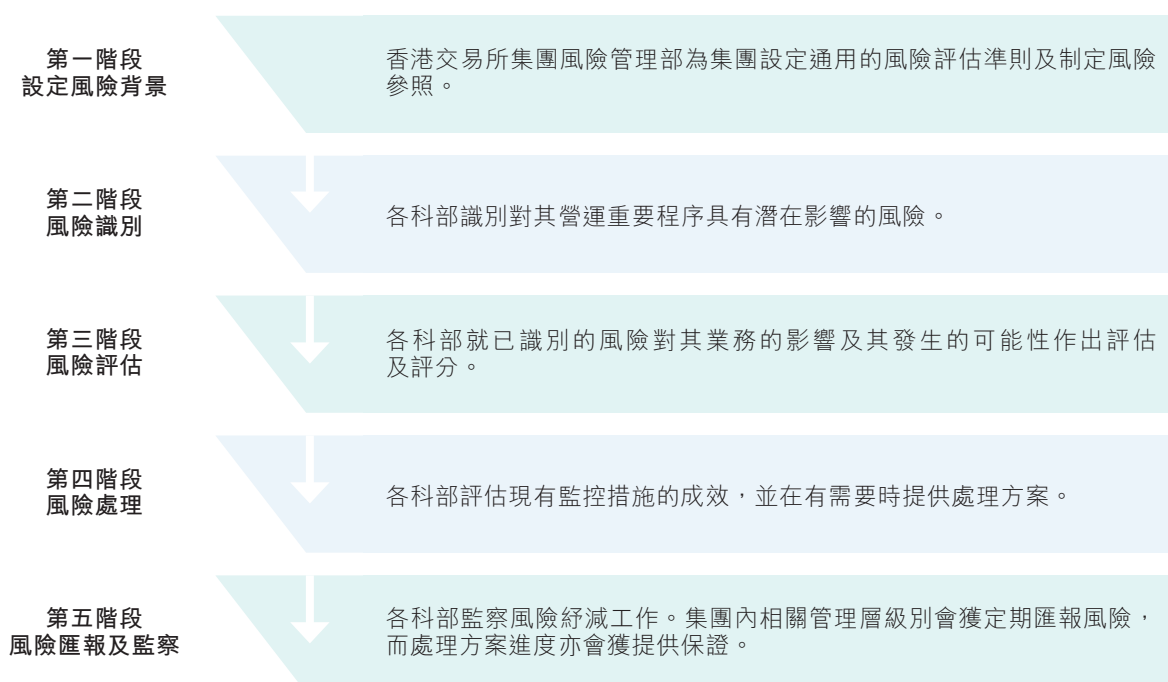 第一階段
設定風險背景
香港交易所集團風險管理部為集團設定通用的風險評估準則及制定風險
參照。
第二階段
風險識別
各科部識別對其營運重要程序具有潛在影響的風險。
第三階段
風險評估
各科部就已識別的風險對其業務的影響及其發生的可能性作出評估
及評分。
第四階段
風險處理
各科部評估現有監控措施的成效，並在有需要時提供處理方案。
第五階段
風險匯報及監察
各科部監察風險紓減工作。集團內相關管理層級別會獲定期匯報風險，
而處理方案進度亦會獲提供保證。